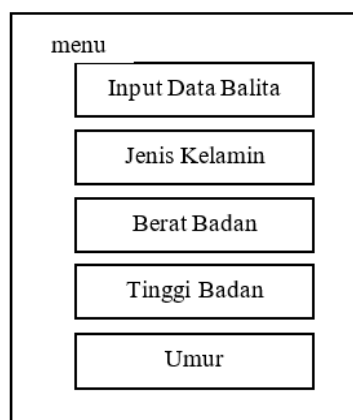 menu
Input Data Balita
Jenis Kelamin
Berat Badan
Tinggi Badan
Umur